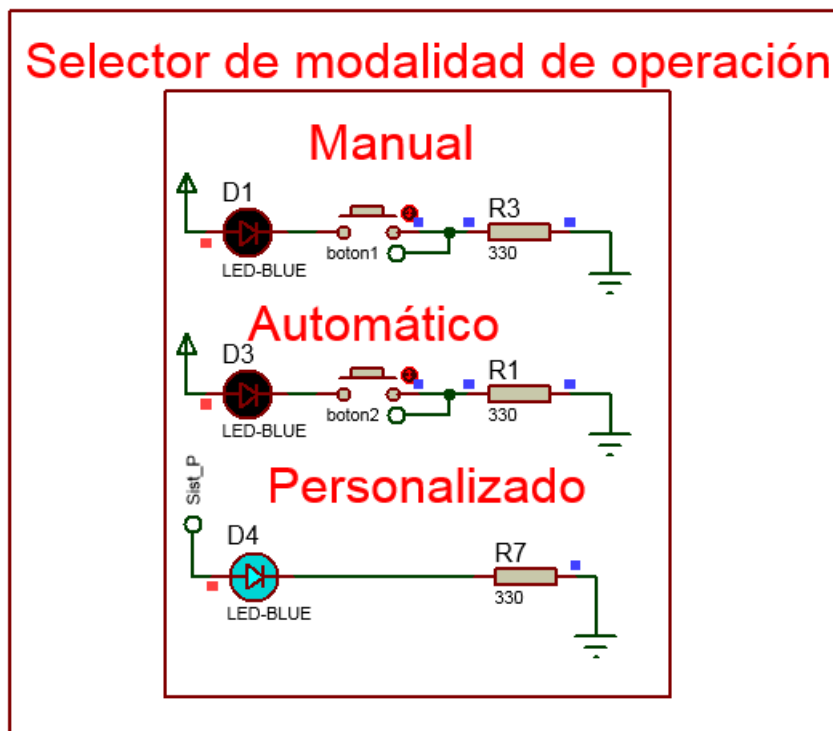 Selector de modalidad de operación
Manual
D1
R3
boton1
330
LED-BLUE
Automático
D3
R1
boton2
330
LED-BLUE
Sist_P
Personalizado
D4
R7
330
LED-BLUE